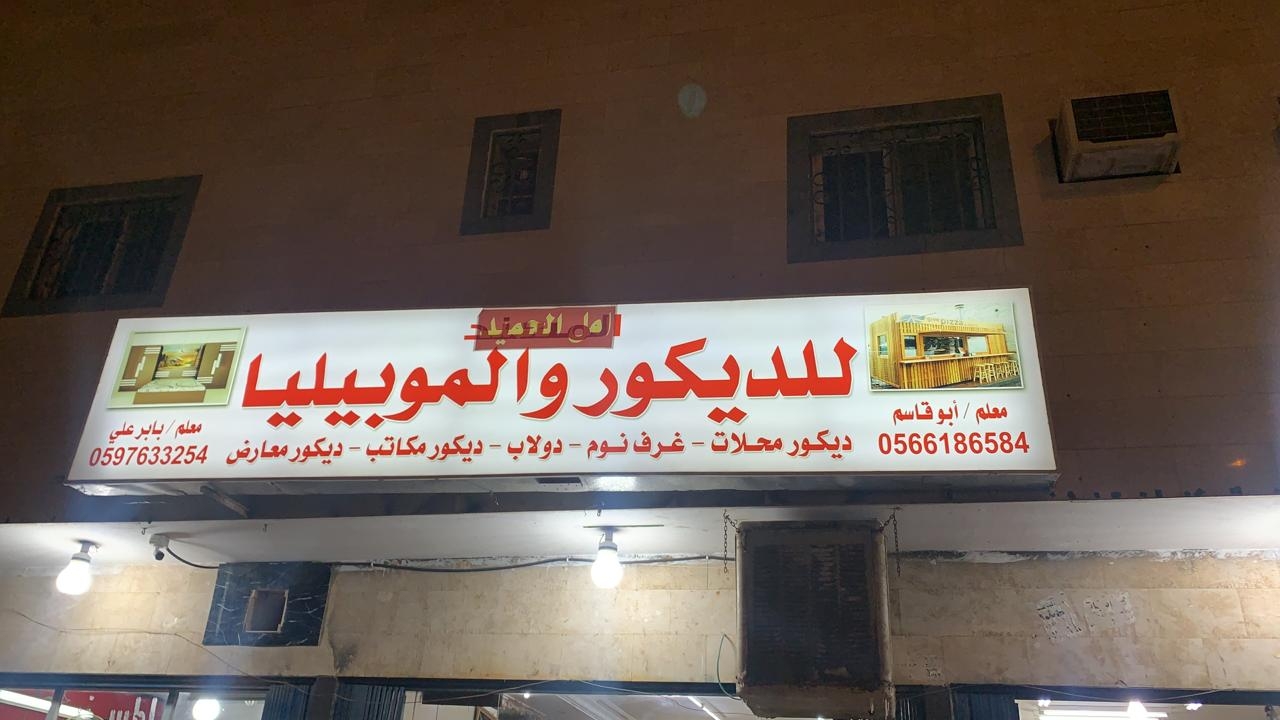 للديكور والموبيليا
ديكور محلات - غرف نوم - دولاب - ديكور مكاتب - ديكور معارض
معلم / أبو قاسم
0566186584
معلم / بابر علي
0597633254
pizza